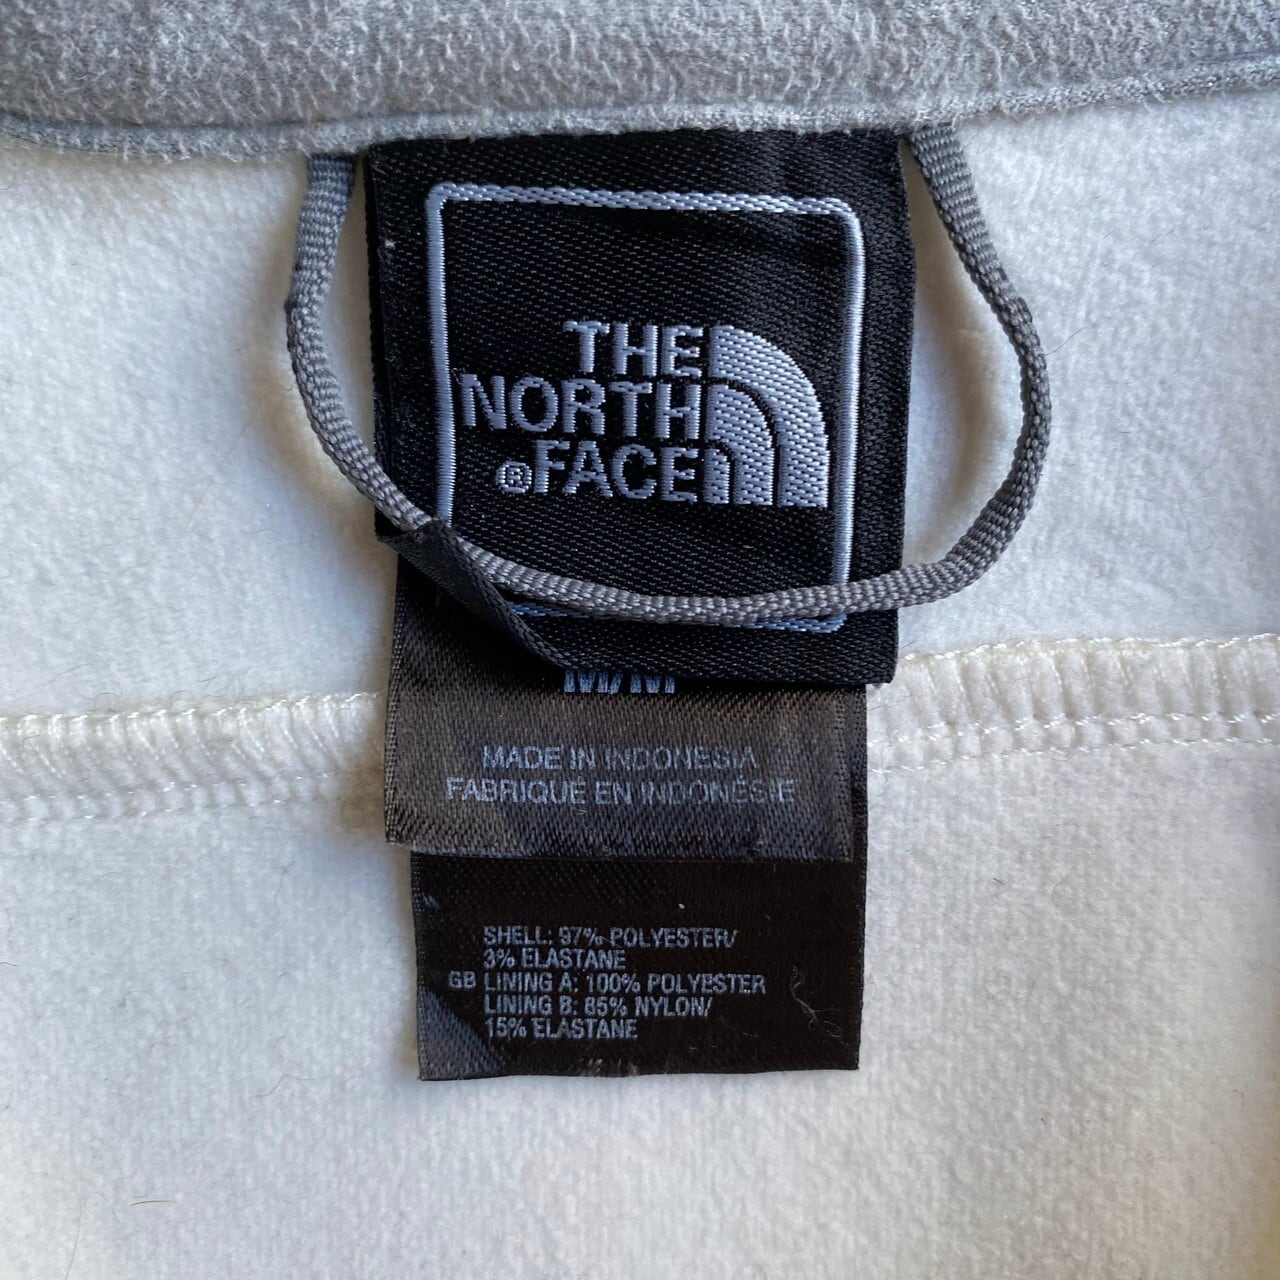 THE
NORTH
®FACE
M/M
MADE IN INDONESIA
FABRIQUÉ EN INDONÉSIE
SHELL: 97% POLYESTER/
3% ELASTANE
GB LINING A: 100% POLYESTER
LINING B: 85% NYLON/
15% ELASTANE